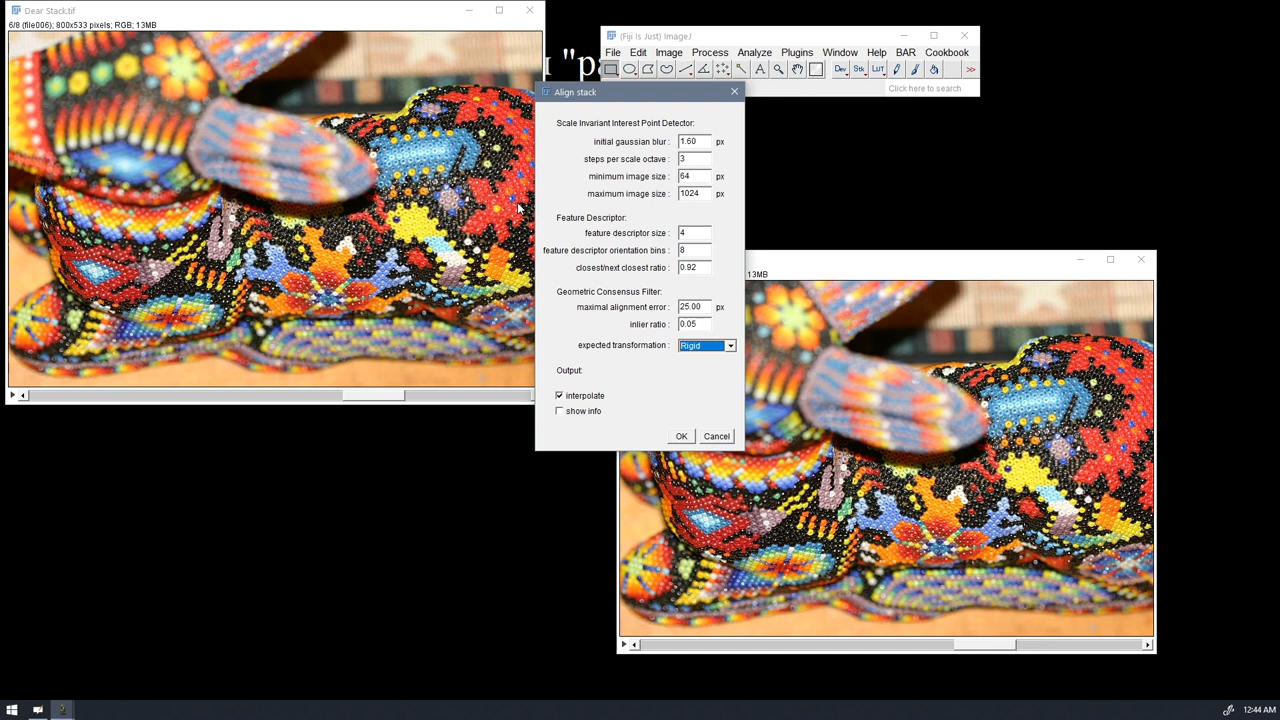 Dear Stack.tif
6/8 (file006); 800x533 pixels; RGB; 13MB
(Fiji Is Just) ImageJ
File Edit Image Process Analyze Plugins Window Help BAR Cookbook
Dev Stk LUT >>
Click here to search
Align stack
Scale Invariant Interest Point Detector:
initial gaussian blur : 1.60 px
steps per scale octave : 3
minimum image size : 64 px
maximum image size : 1024 px
Feature Descriptor:
feature descriptor size : 4
feature descriptor orientation bins : 8
closest/next closest ratio : 0.92
Geometric Consensus Filter:
maximal alignment error : 25.00 px
inlier ratio : 0.05
expected transformation : Rigid
Output:
interpolate
show info
OK Cancel
13MB
12:44 AM